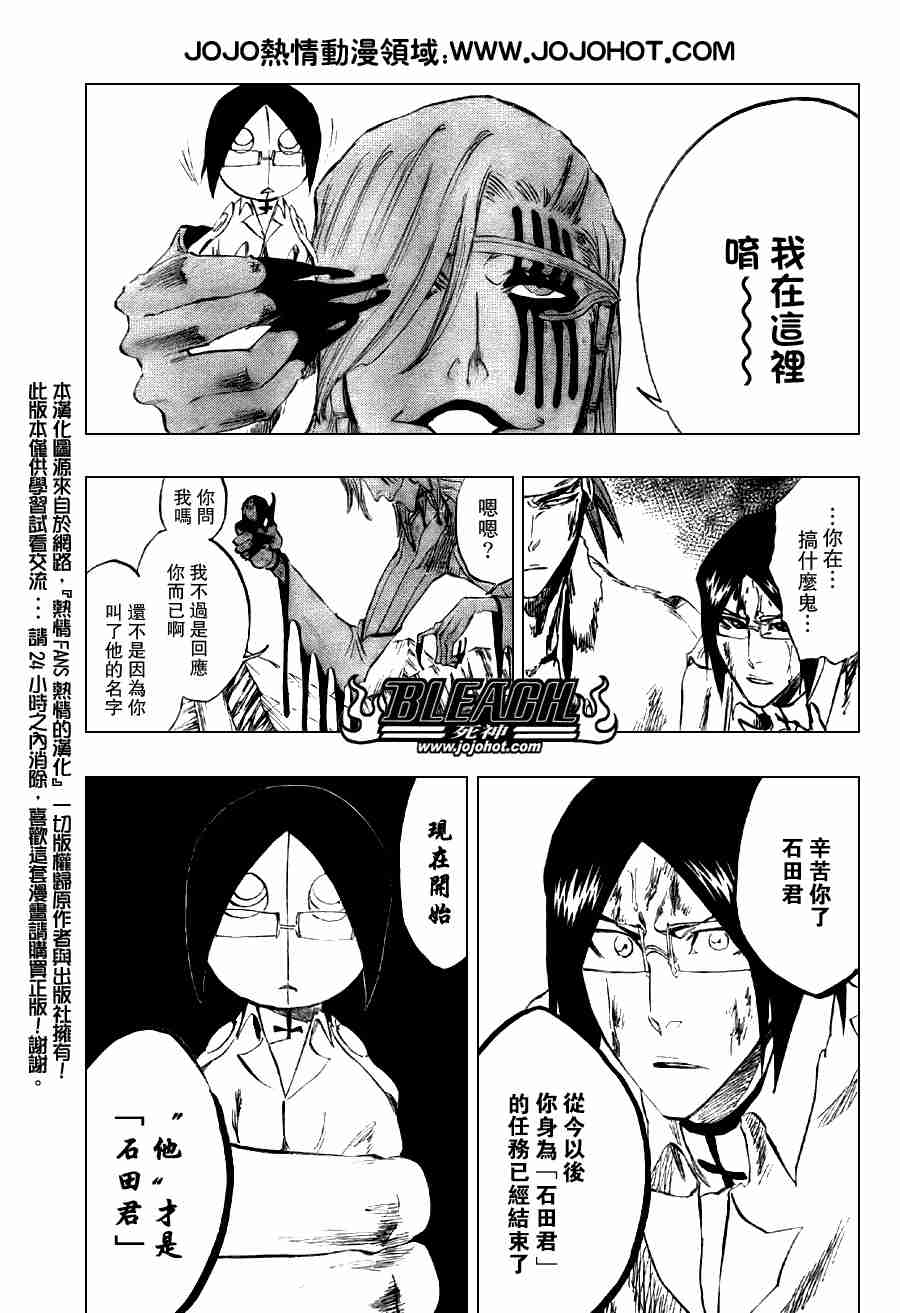 JOJO熱情動漫領域:WWW.JOJOHOT.COM
我在這裡
唷～～～～
…你在…
搞什麼鬼…
嗯嗯？
你問
我嗎
我不過是回應
你而已啊
還不是因為你
叫了他的名字
BLEACH
死神
www.jojohot.com
辛苦你了
石田君
從今以後
你身為「石田君」
的任務已經結束了
現在開始
〝他〞才是
「石田君」
本漢化圖源來自於網路，『熱情FANS 熱情的漢化』一切版權歸原作者與出版社擁有！
此版本僅供學習試看交流…請24小時之內消除，喜歡這套漫畫請購買正版！謝謝。